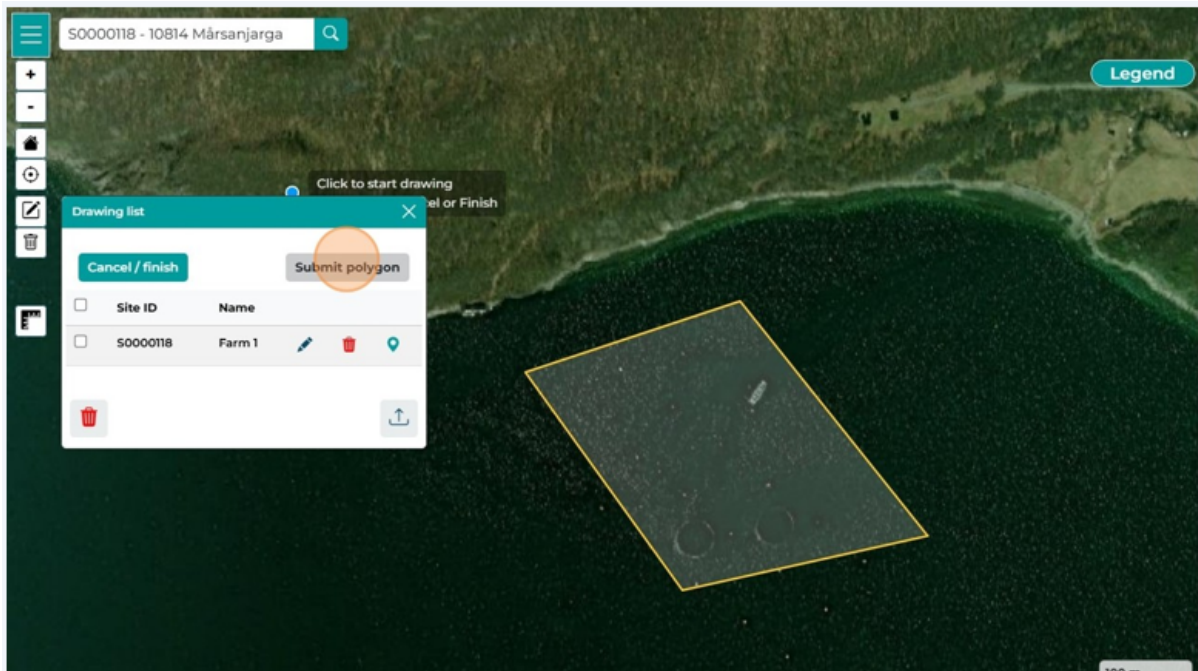 S0000118 - 10814 Mårsanjarga
+
-
Legend
Click to start drawing
el or Finish
Drawing list
Cancel / finish
Submit polygon
Site ID
Name
S0000118
Farm 1